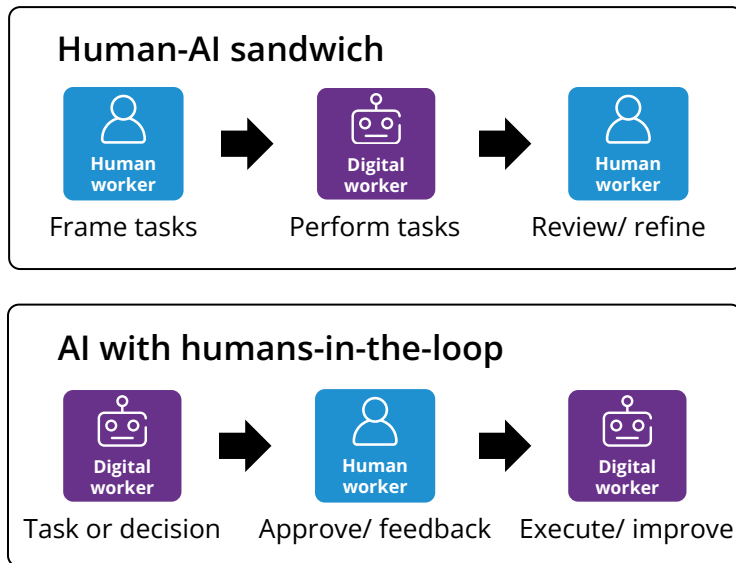 Human-AI sandwich
Human
worker
Digital
worker
Human
worker
Frame tasks
Perform tasks
Review/ refine
AI with humans-in-the-loop
Digital
worker
Human
worker
Digital
worker
Task or decision
Approve/ feedback
Execute/ improve